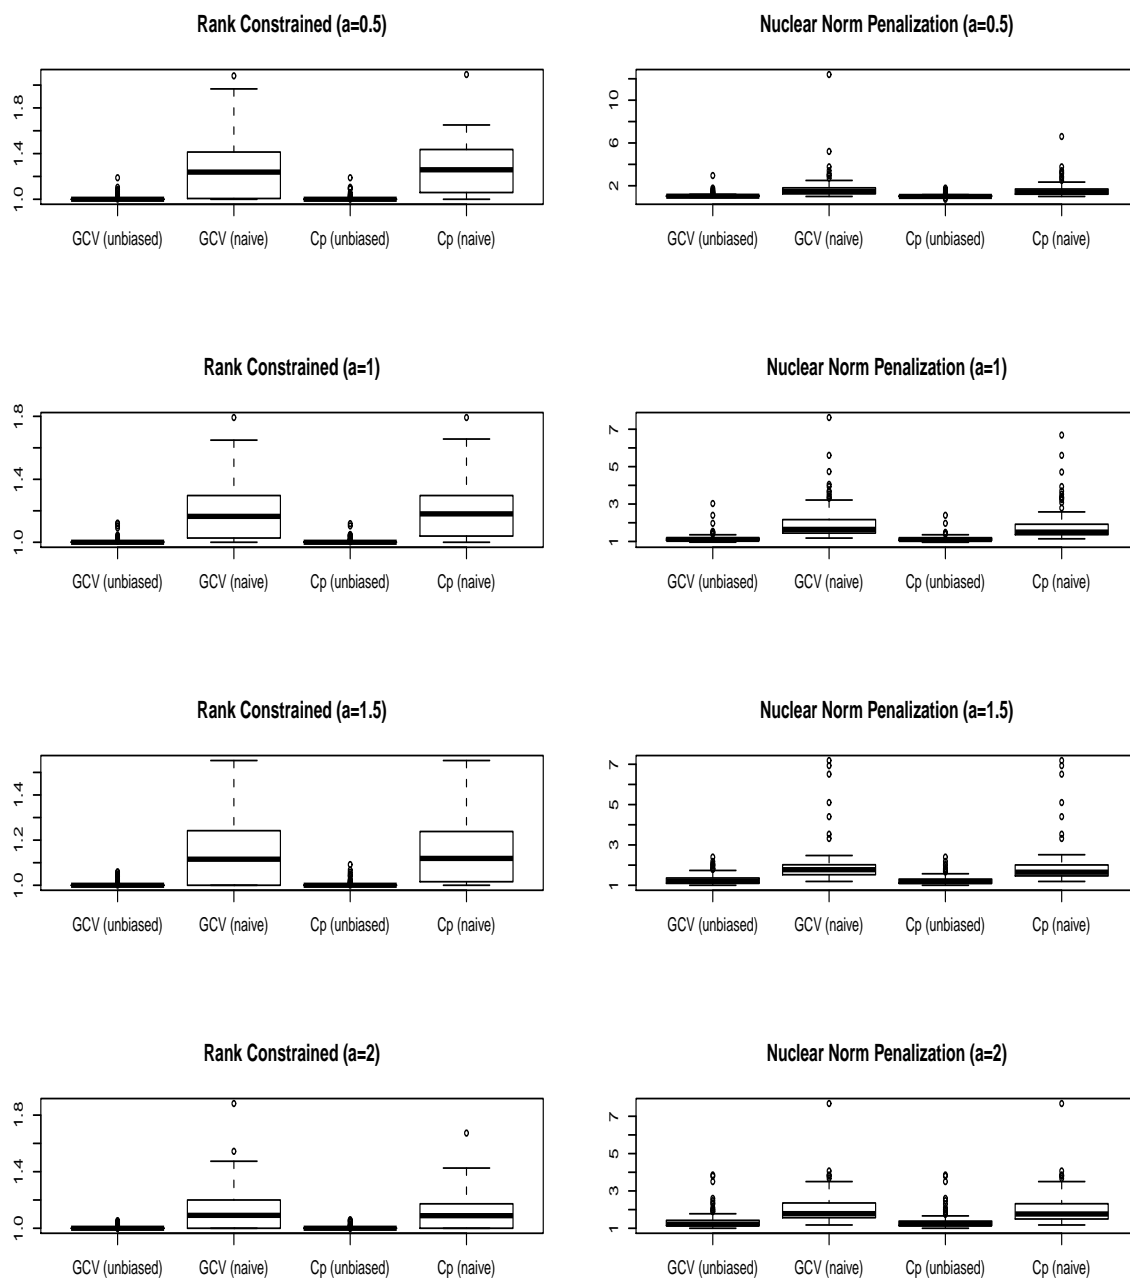 Rank Constrained (a=0.5)
1.0 1.4 1.8
GCV (unbiased) GCV (naive) Cp (unbiased) Cp (naive)
Nuclear Norm Penalization (a=0.5)
2 6 10
GCV (unbiased) GCV (naive) Cp (unbiased) Cp (naive)
Rank Constrained (a=1)
1.0 1.4 1.8
GCV (unbiased) GCV (naive) Cp (unbiased) Cp (naive)
Nuclear Norm Penalization (a=1)
1 3 5 7
GCV (unbiased) GCV (naive) Cp (unbiased) Cp (naive)
Rank Constrained (a=1.5)
1.0 1.2 1.4
GCV (unbiased) GCV (naive) Cp (unbiased) Cp (naive)
Nuclear Norm Penalization (a=1.5)
1 3 5 7
GCV (unbiased) GCV (naive) Cp (unbiased) Cp (naive)
Rank Constrained (a=2)
1.0 1.4 1.8
GCV (unbiased) GCV (naive) Cp (unbiased) Cp (naive)
Nuclear Norm Penalization (a=2)
1 3 5 7
GCV (unbiased) GCV (naive) Cp (unbiased) Cp (naive)